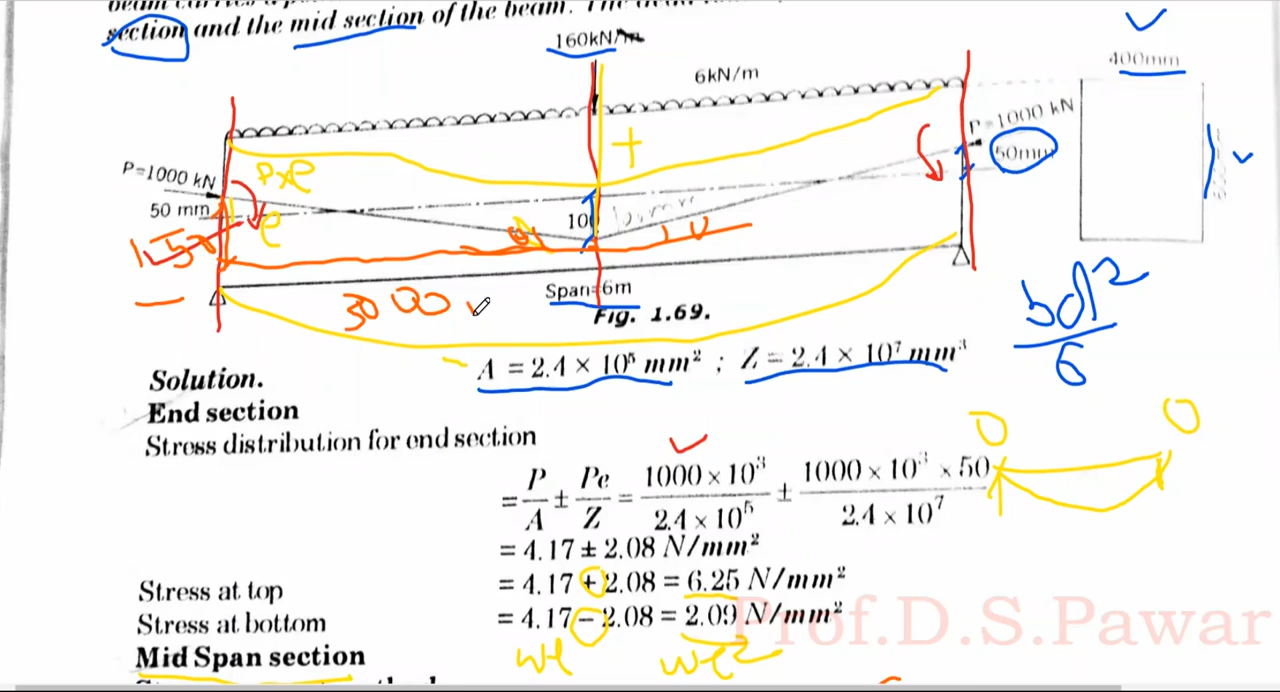 section and the mid section of the beam.
160kN/m
6kN/m
400mm
P=1000 kN
P=1000 kN
50mm
50 mm
P×e
e
150
10
3000
Span=6m
Fig. 1.69.
bd²/6
Solution. A = 2.4 × 10⁵ mm² ; Z = 2.4 × 10⁷ mm³
End section
Stress distribution for end section
= P/A ± Pe/Z = 1000 × 10³/2.4 × 10⁵ ± 1000 × 10³ × 50/2.4 × 10⁷
0 0
= 4.17 ± 2.08 N/mm²
Stress at top = 4.17 + 2.08 = 6.25 N/mm²
Stress at bottom = 4.17 − 2.08 = 2.09 N/mm²
Prof.D.S.Pawar
Mid Span section